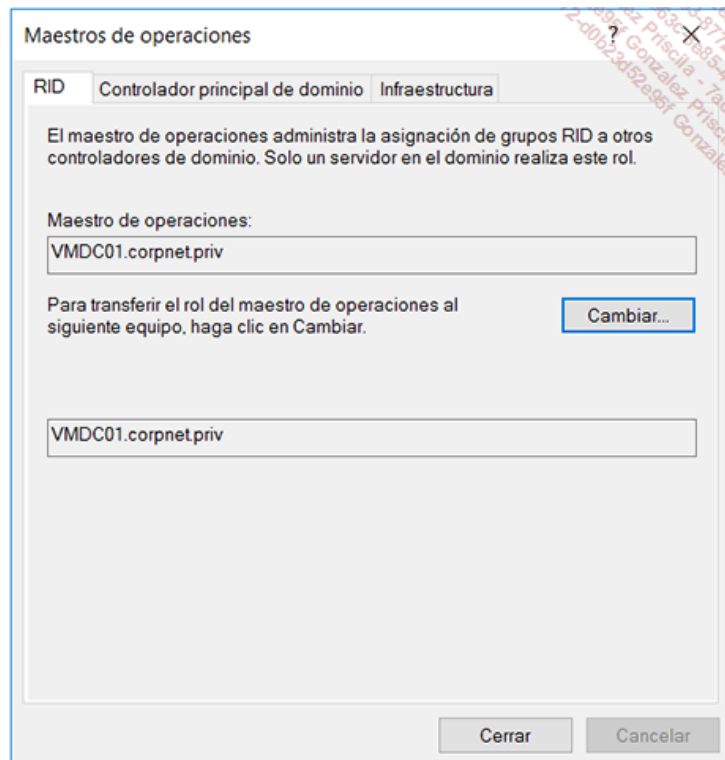 Maestros de operaciones
?
RID
Controlador principal de dominio
Infraestructura
El maestro de operaciones administra la asignación de grupos RID a otros
controladores de dominio. Solo un servidor en el dominio realiza este rol.
Maestro de operaciones:
VMDC01.corpnet.priv
Para transferir el rol del maestro de operaciones al
siguiente equipo, haga clic en Cambiar.
Cambiar...
VMDC01.corpnet.priv
Cerrar
Cancelar